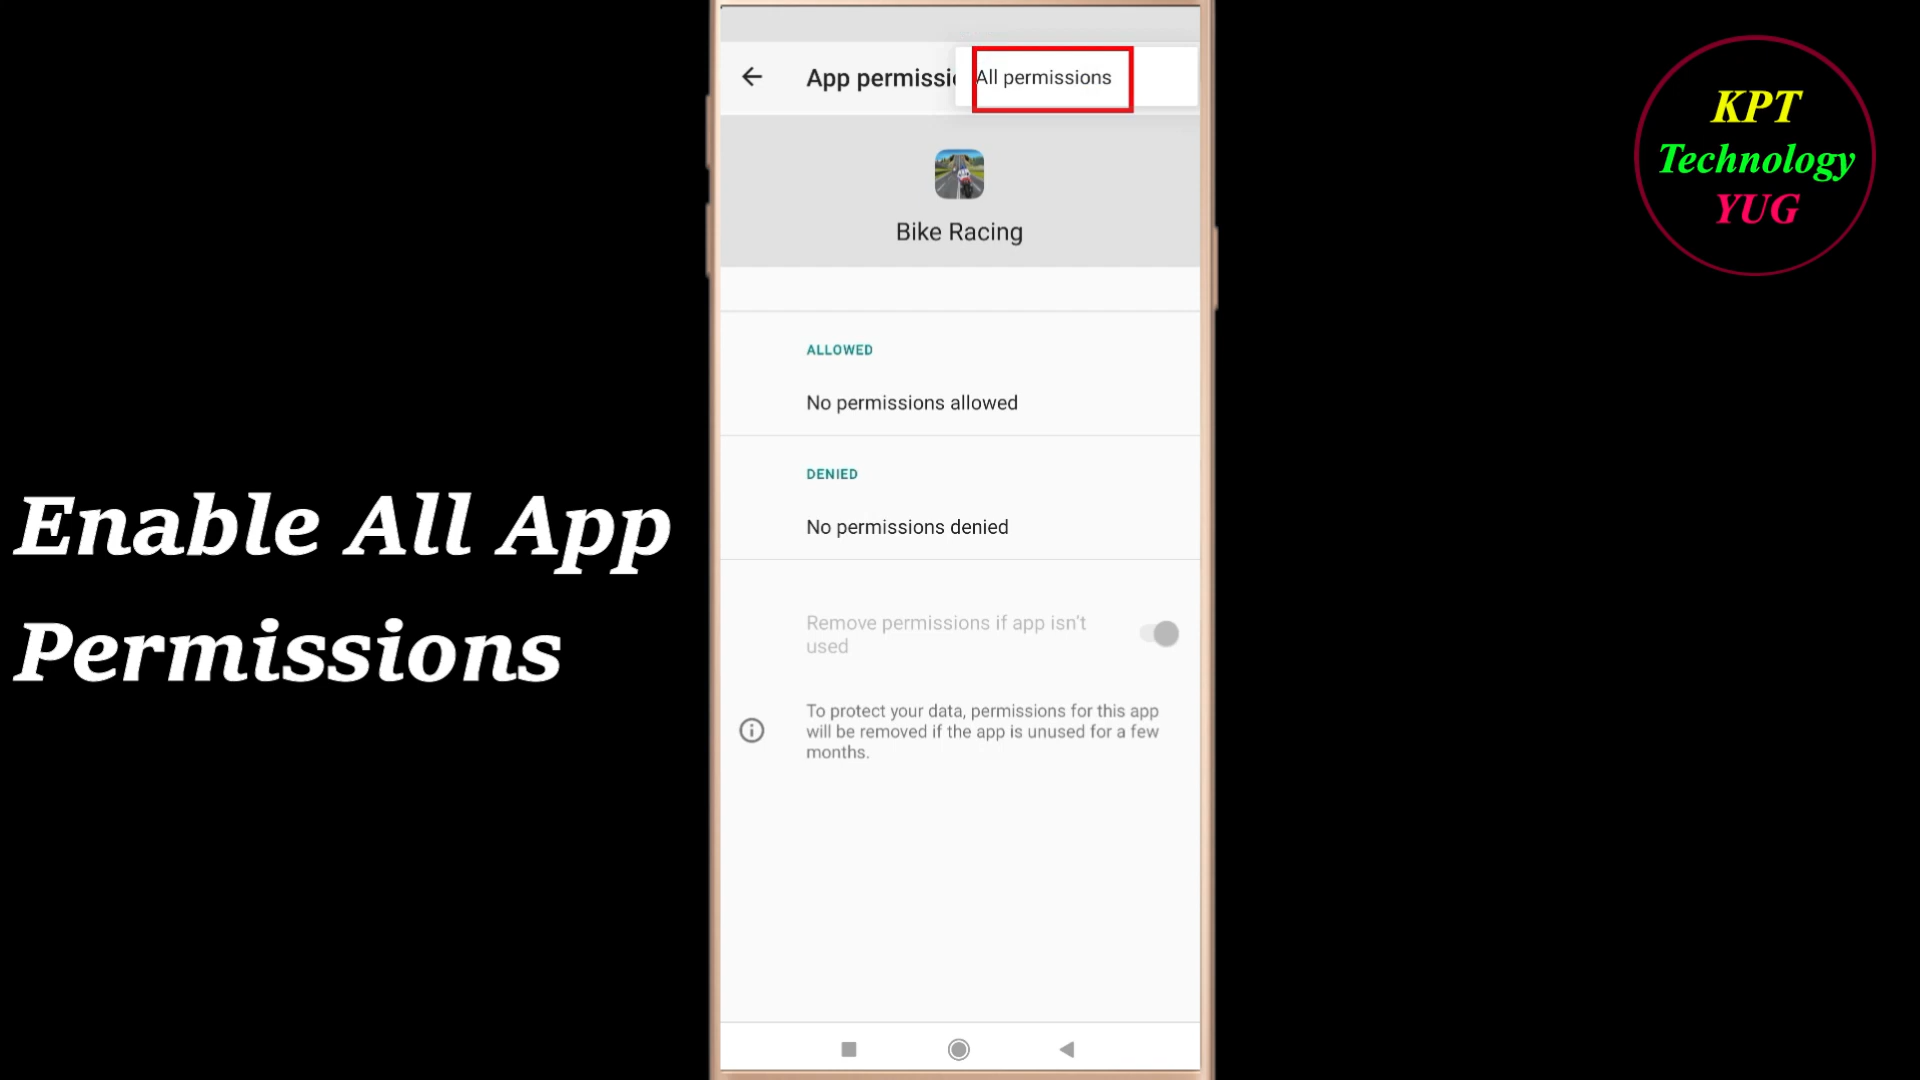 App permissi
All permissions
Bike Racing
ALLOWED
No permissions allowed
DENIED
No permissions denied
Remove permissions if app isn't
used
To protect your data, permissions for this app
will be removed if the app is unused for a few
months.
Enable All App
Permissions
KPT
Technology
YUG